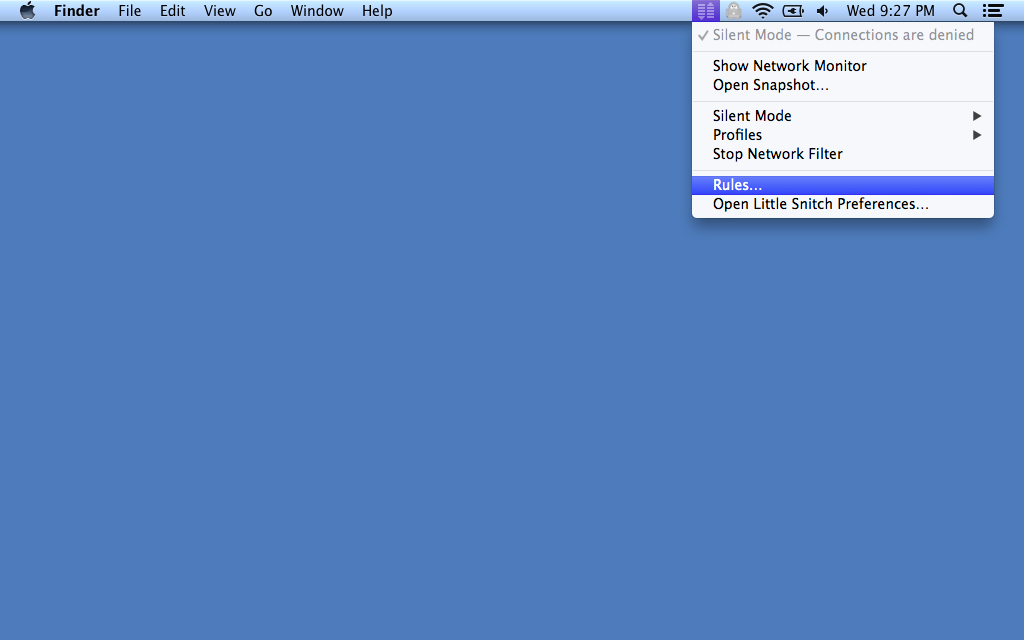 Finder File Edit View Go Window Help Wed 9:27 PM
✓ Silent Mode — Connections are denied
Show Network Monitor
Open Snapshot…
Silent Mode
Profiles
Stop Network Filter
Rules…
Open Little Snitch Preferences…